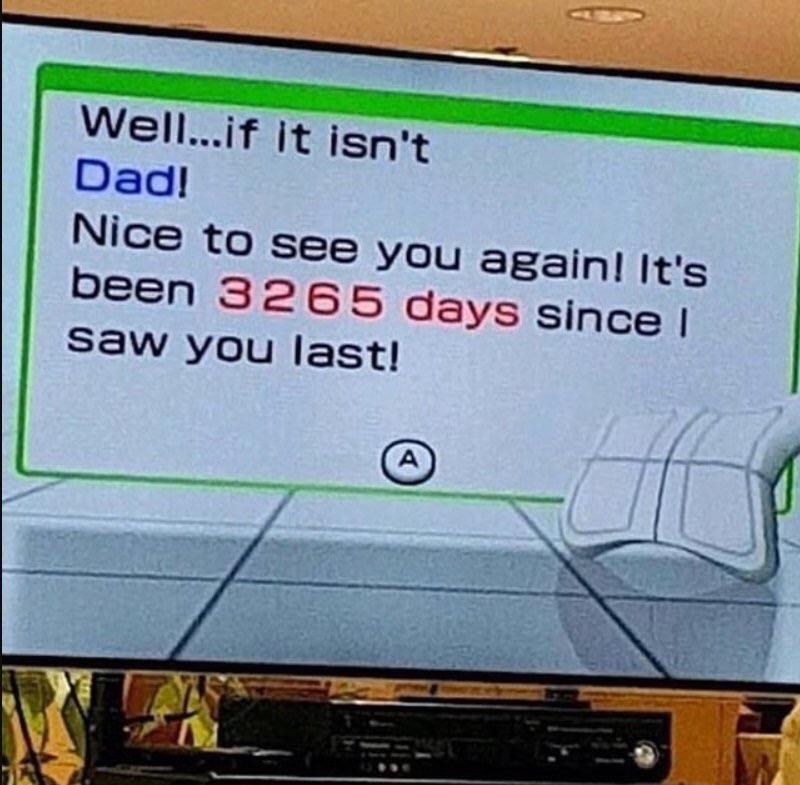 Well...if it isn't
Dad!
Nice to see you again! It's
been 3265 days since I
saw you last!
A